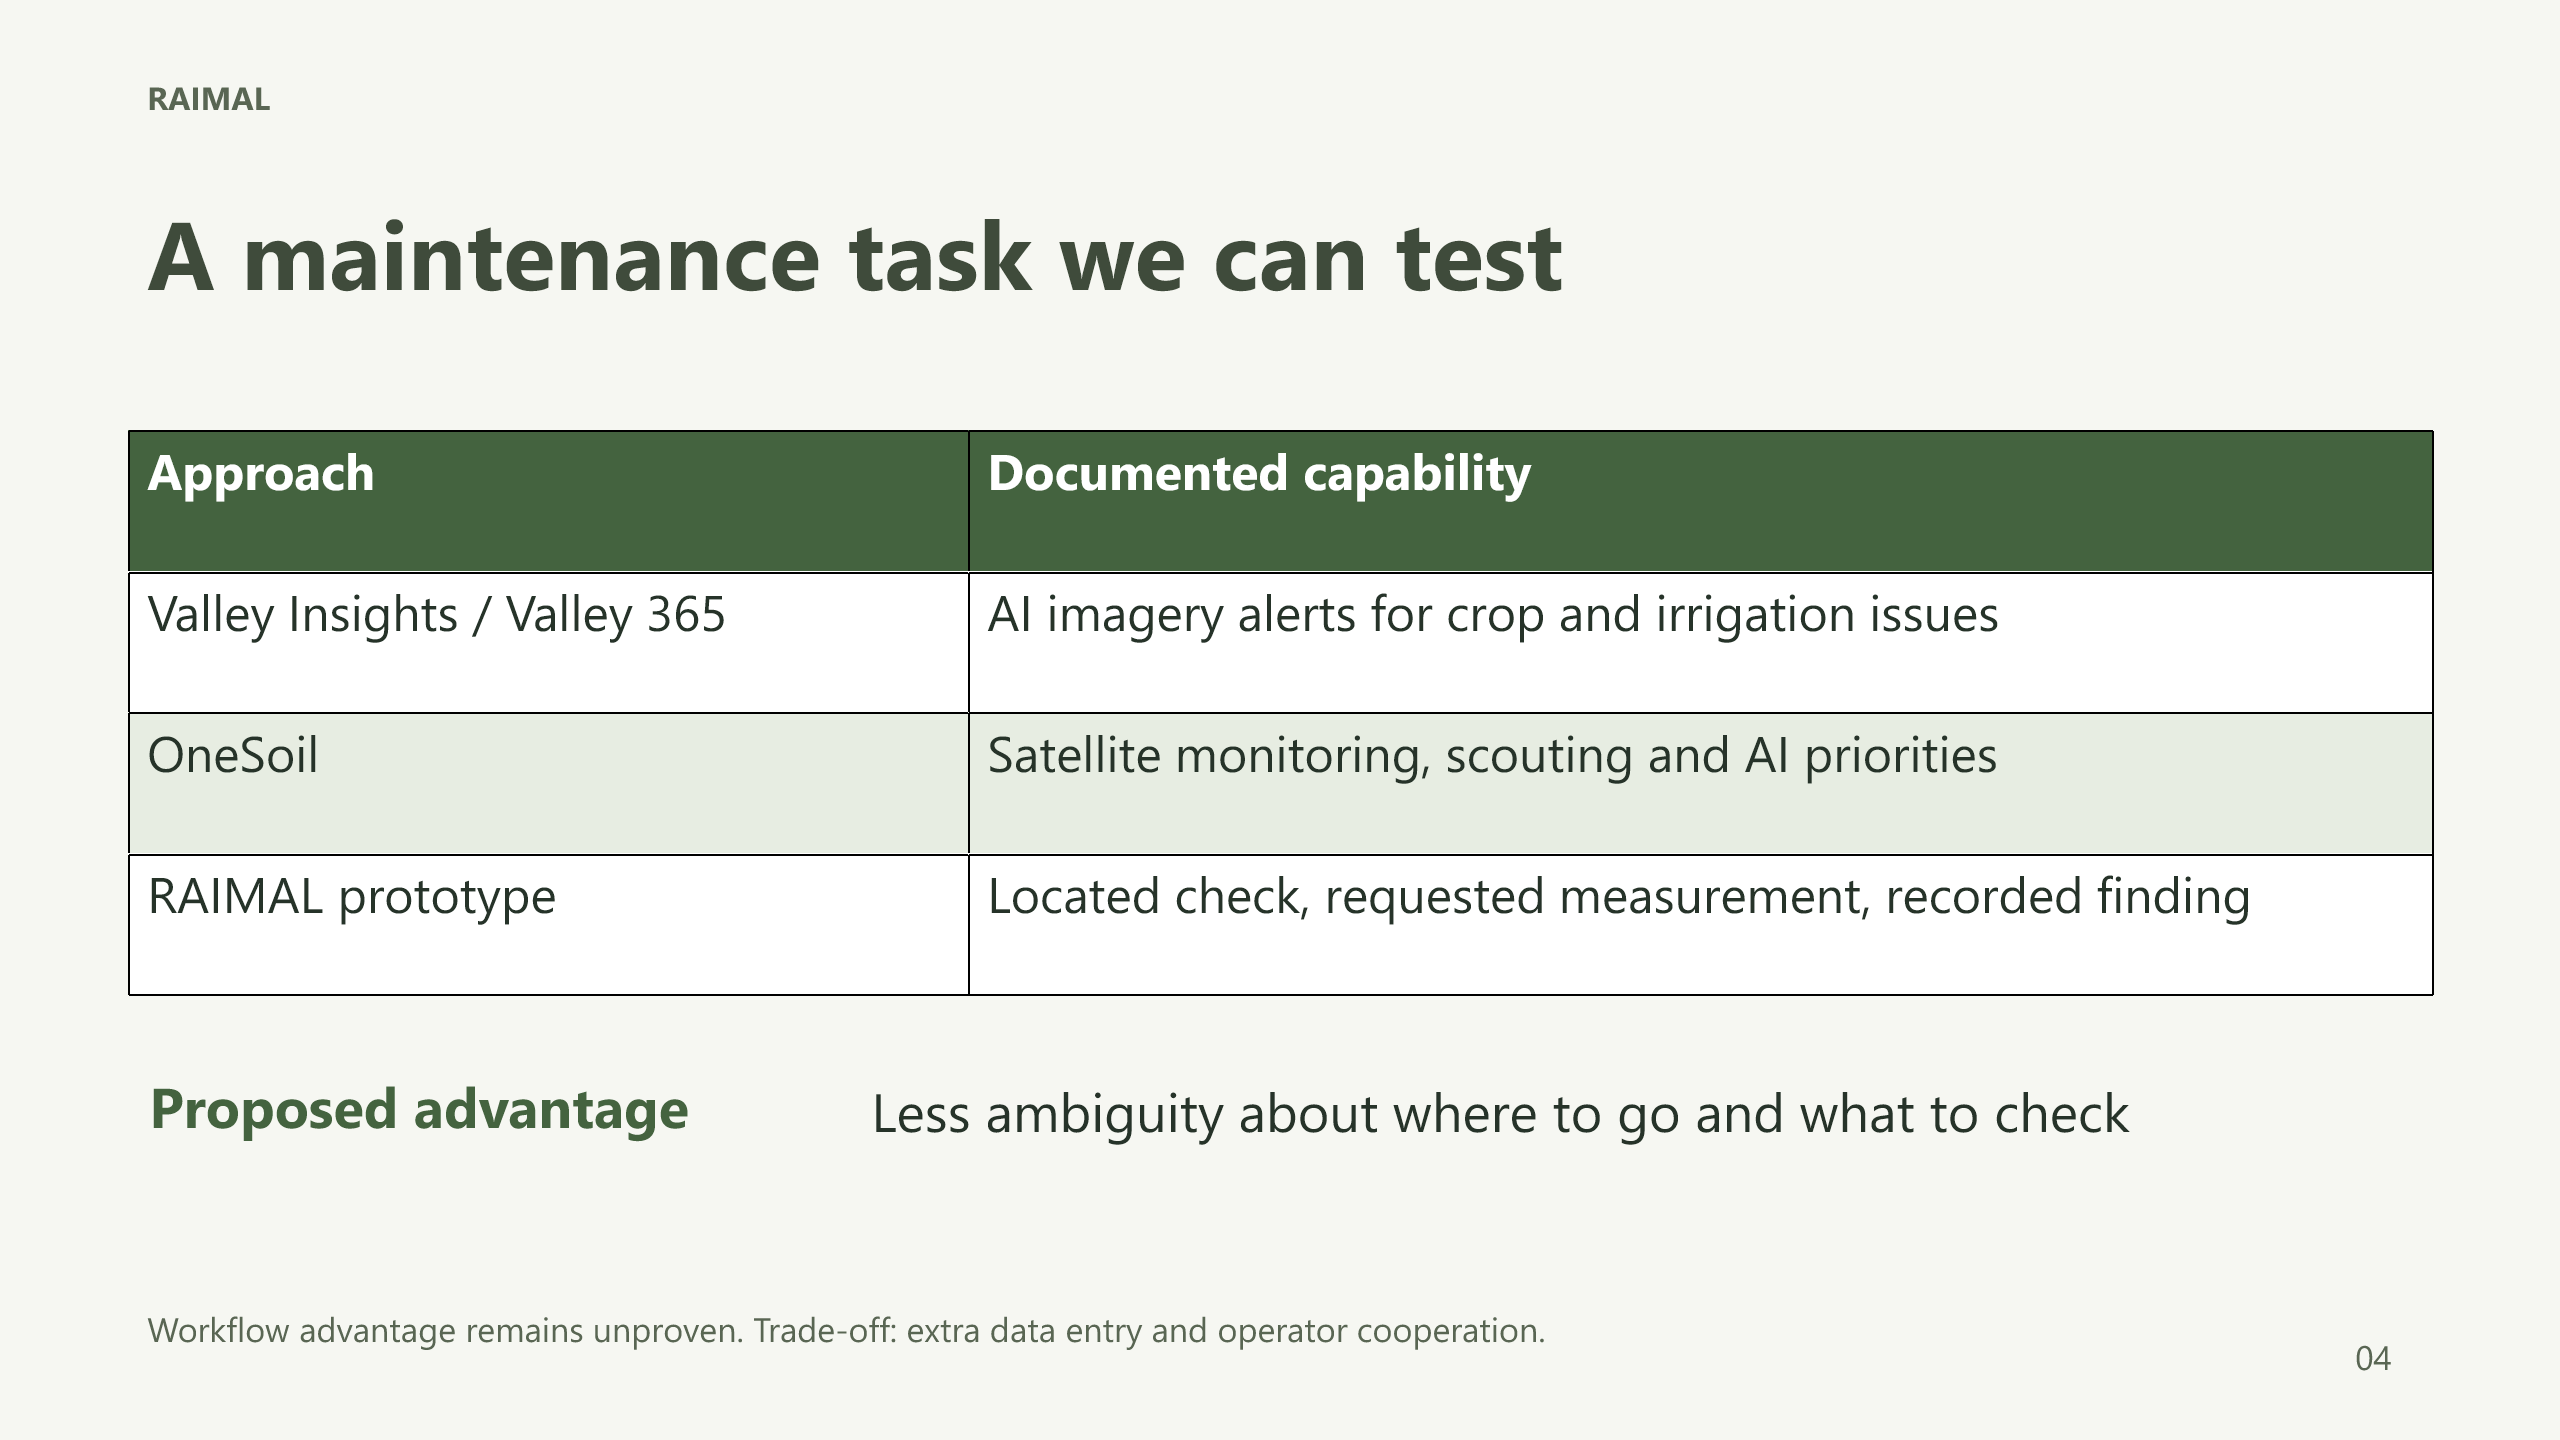 RAIMAL
A maintenance task we can test
Approach
Documented capability
Valley Insights / Valley 365
AI imagery alerts for crop and irrigation issues
OneSoil
Satellite monitoring, scouting and AI priorities
RAIMAL prototype
Located check, requested measurement, recorded finding
Proposed advantage
Less ambiguity about where to go and what to check
Workflow advantage remains unproven. Trade-off: extra data entry and operator cooperation.
04